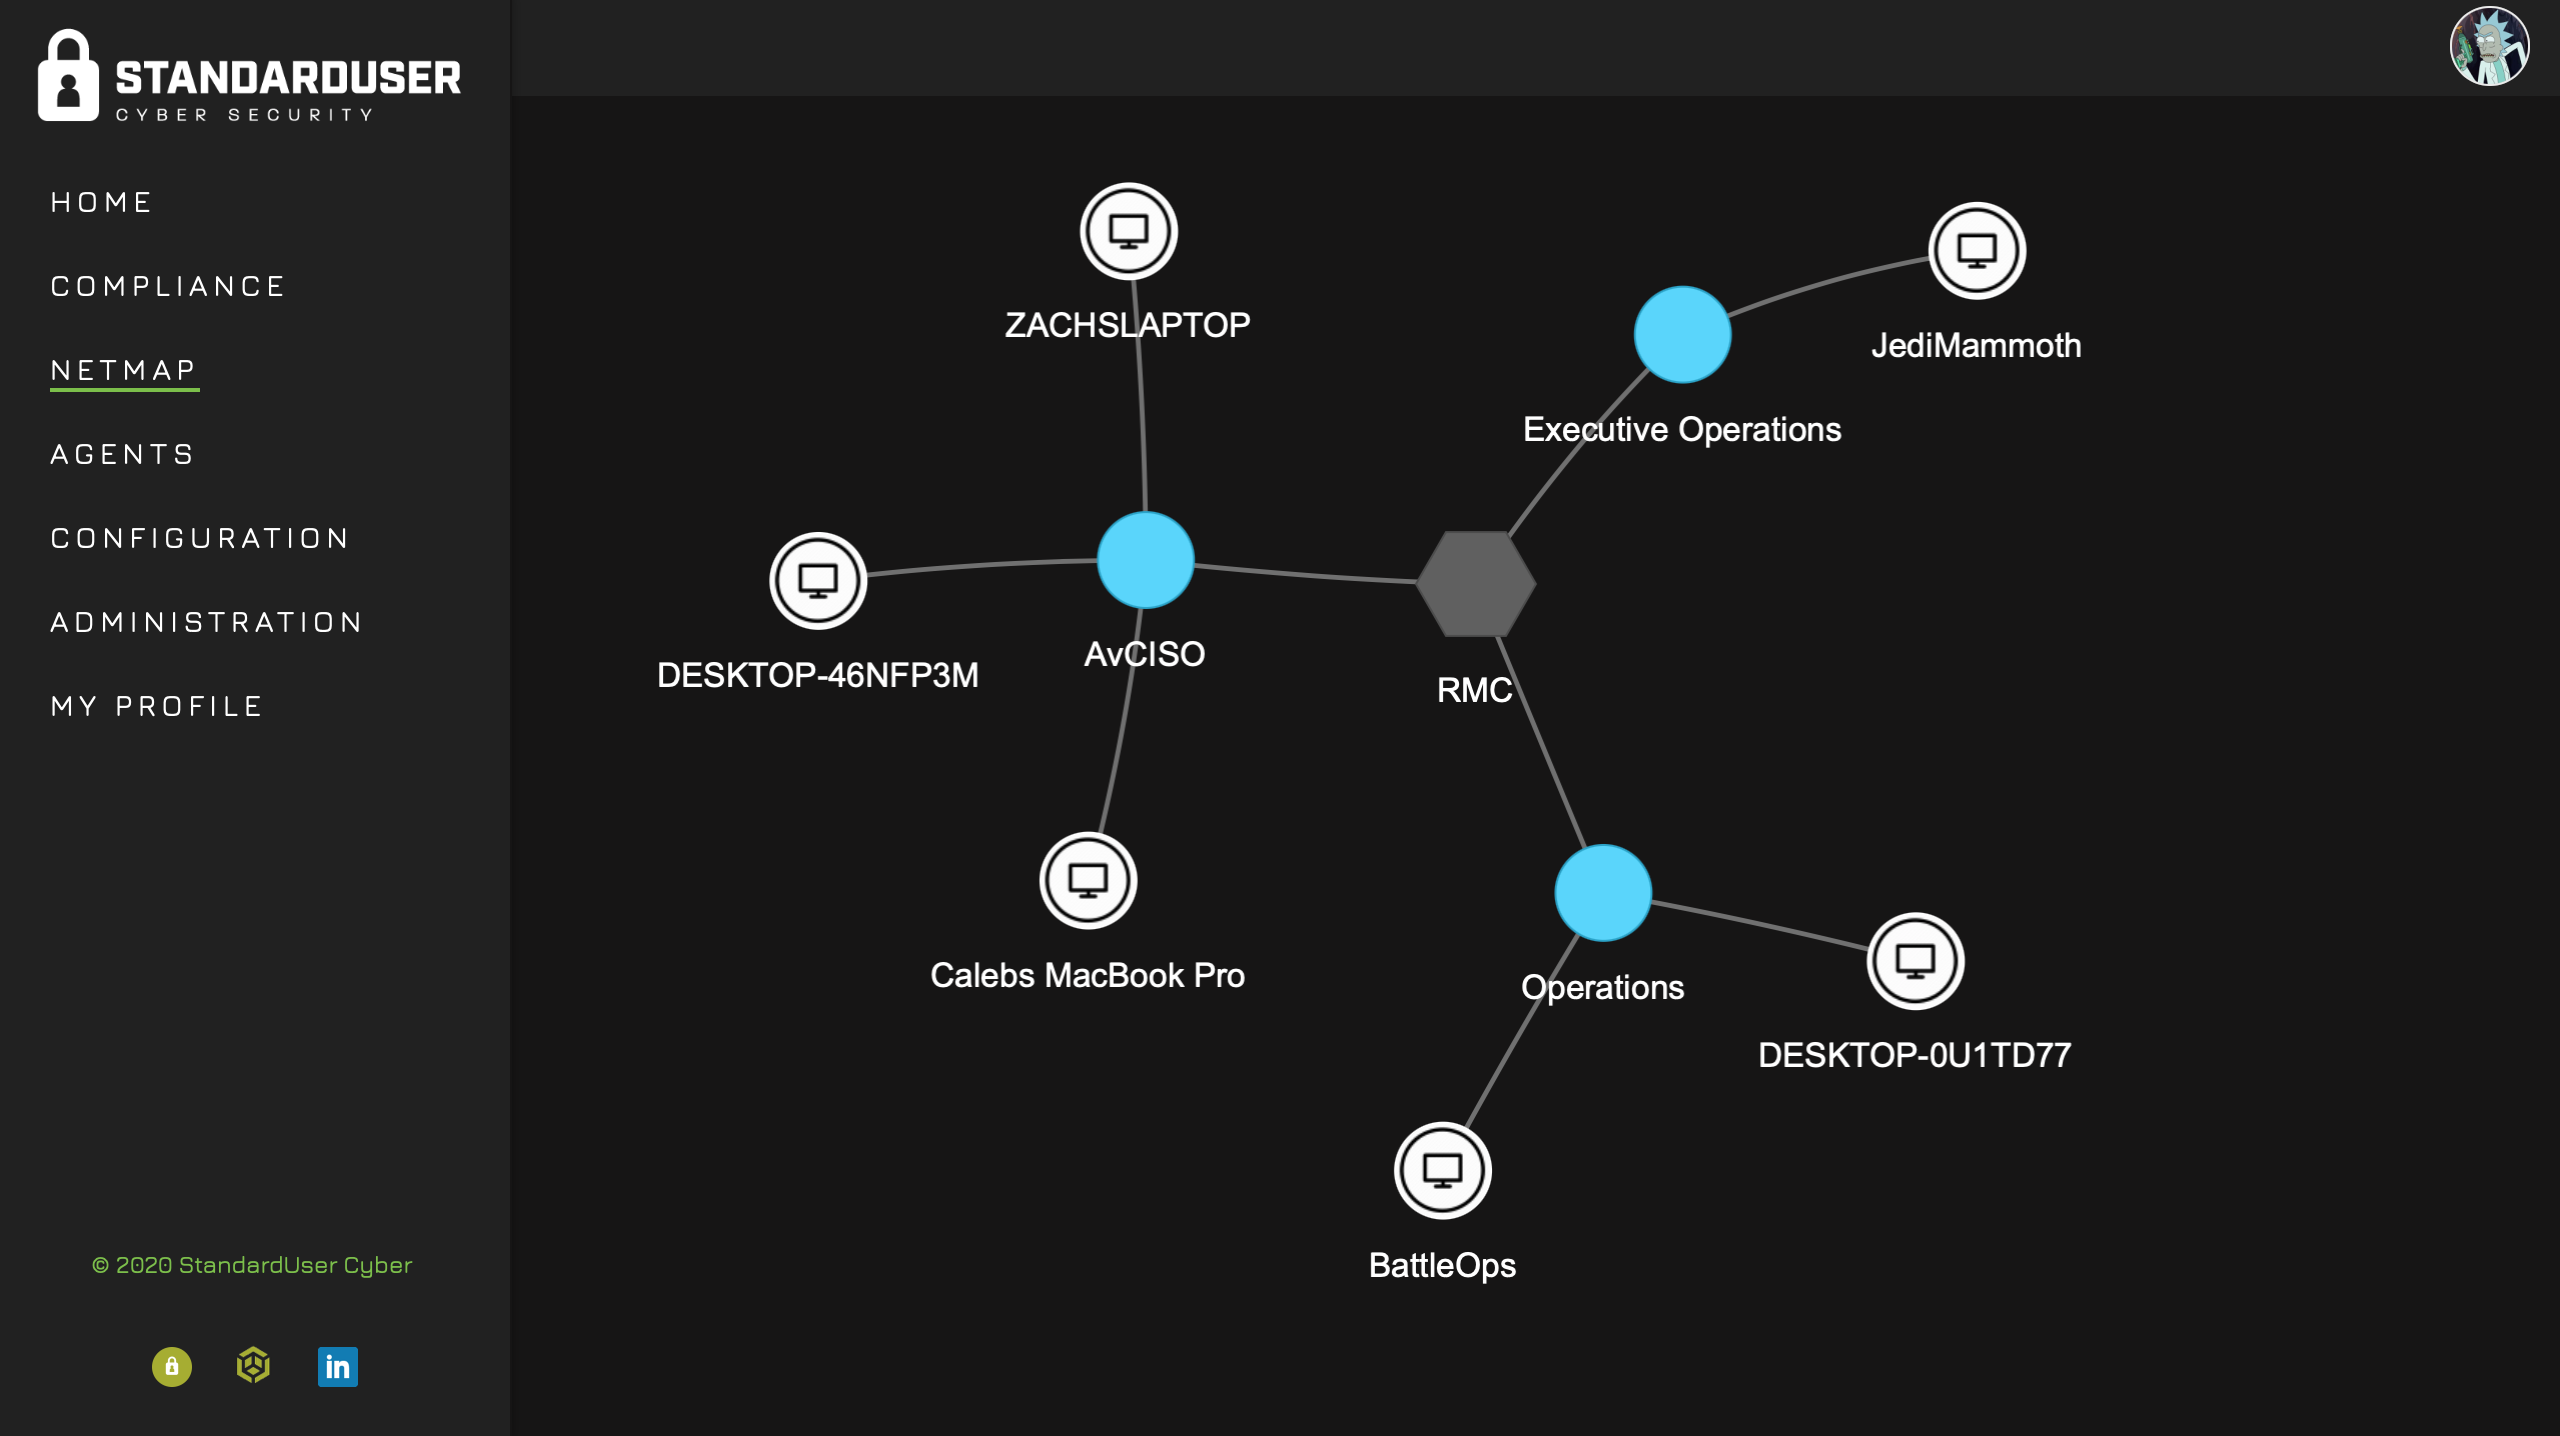 STANDARDUSER
CYBER SECURITY
HOME
COMPLIANCE
NETMAP
AGENTS
CONFIGURATION
ADMINISTRATION
MY PROFILE
© 2020 StandardUser Cyber
in
ZACHSLAPTOP
JediMammoth
Executive Operations
DESKTOP-46NFP3M
AvCISO
RMC
Calebs MacBook Pro
Operations
DESKTOP-0U1TD77
BattleOps